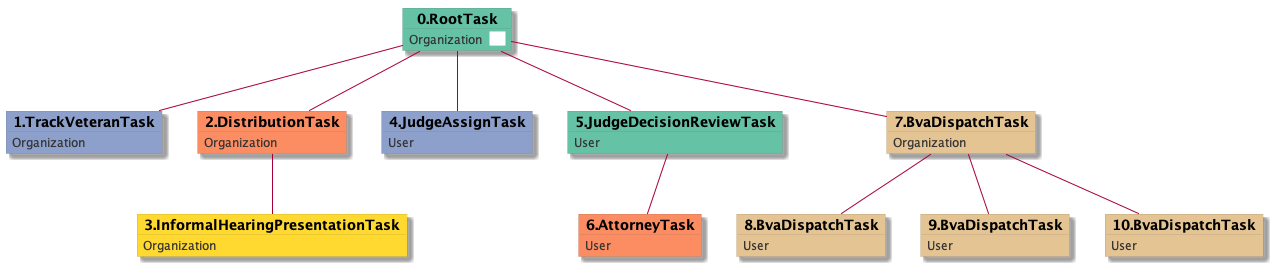 0.RootTask
Organization
1.TrackVeteranTask
Organization
2.DistributionTask
Organization
4.JudgeAssignTask
User
5.JudgeDecisionReviewTask
User
7.BvaDispatchTask
Organization
3.InformalHearingPresentationTask
Organization
6.AttorneyTask
User
8.BvaDispatchTask
User
9.BvaDispatchTask
User
10.BvaDispatchTask
User